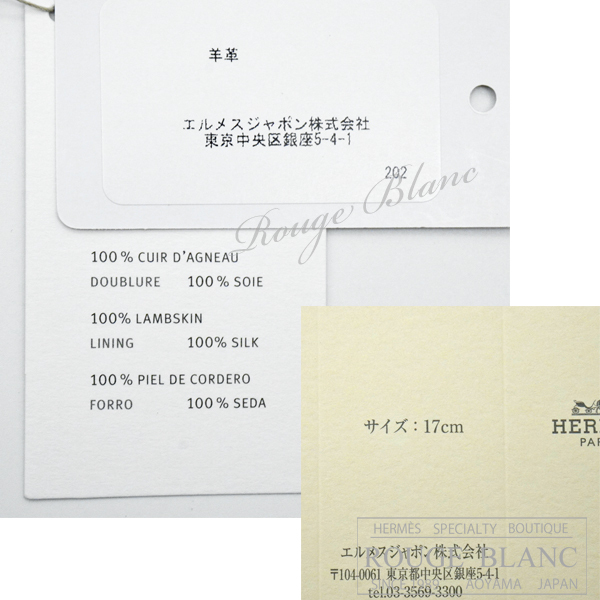 羊革
エルメスジャポン株式会社
東京中央区銀座5-4-1
202
Rouge Blanc
100% CUIR D'AGNEAU
DOUBLURE 100% SOIE
100% LAMBSKIN
LINING 100% SILK
100% PIEL DE CORDERO
FORRO 100% SEDA
サイズ：17cm
HER
PAR
HERMÈS SPECIALTY BOUTIQUE
エルメスジャポン株式会社
ROUGE BLANC
〒104-0061 東京都中央区銀座5-4-1
SINCE 1989 AOYAMA JAPAN
tel.03-3569-3300